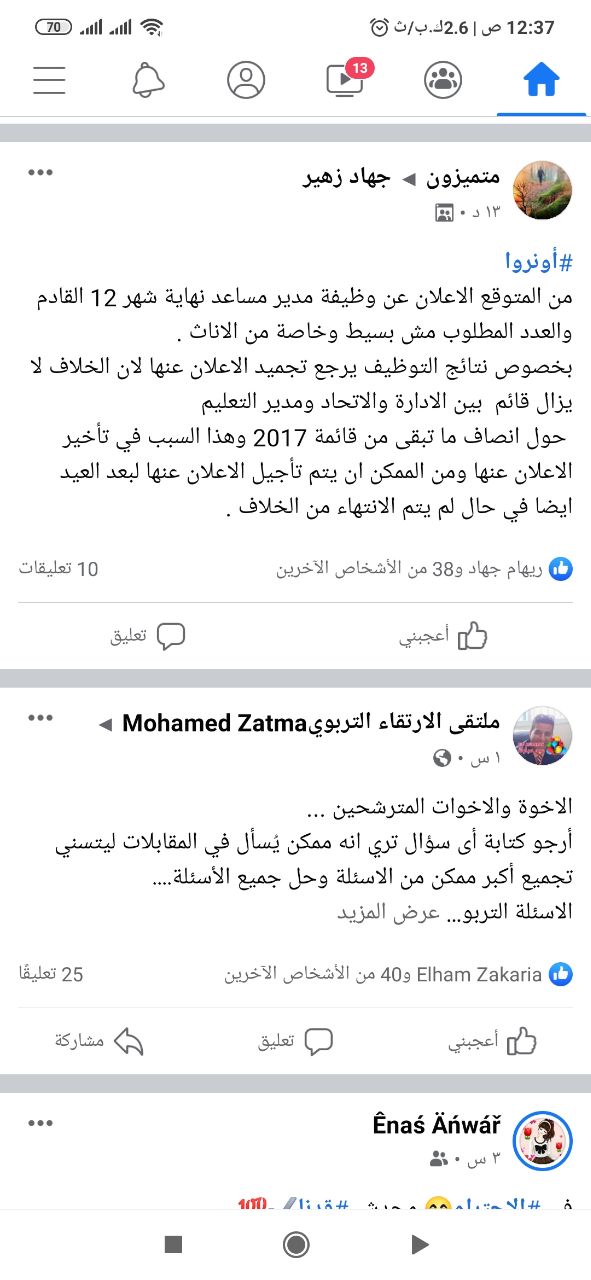 12:37 ص | 2.6ك.ب/ث
70
13
متميزون ◄ جهاد زهير
١٣ د
#أونروا
من المتوقع الاعلان عن وظيفة مدير مساعد نهاية شهر 12 القادم
والعدد المطلوب مش بسيط وخاصة من الاناث .
بخصوص نتائج التوظيف يرجع تجميد الاعلان عنها لان الخلاف لا
يزال قائم بين الادارة والاتحاد ومدير التعليم
حول انصاف ما تبقى من قائمة 2017 وهذا السبب في تأخير
الاعلان عنها ومن الممكن ان يتم تأجيل الاعلان عنها لبعد العيد
ايضا في حال لم يتم الانتهاء من الخلاف .
ريهام جهاد و38 من الأشخاص الآخرين
10 تعليقات
أعجبني
تعليق
ملتقى الارتقاء التربوي Mohamed Zatma ◄
١ س
الاخوة والاخوات المترشحين ...
أرجو كتابة أى سؤال تري انه ممكن يُسأل في المقابلات ليتسني
تجميع أكبر ممكن من الاسئلة وحل جميع الأسئلة....
الاسئلة التربو... عرض المزيد
Elham Zakaria و40 من الأشخاص الآخرين
25 تعليقًا
أعجبني
تعليق
مشاركة
Ênaś Äńwář
٣ س